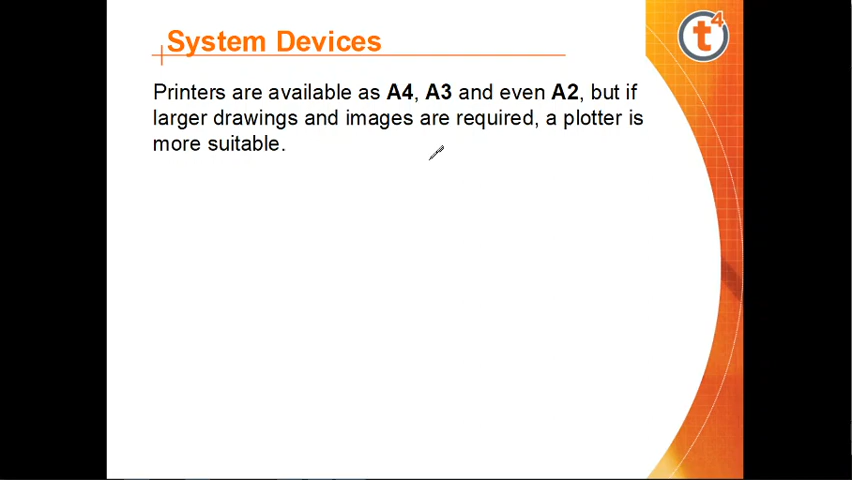 System Devices
t4
Printers are available as A4, A3 and even A2, but if
larger drawings and images are required, a plotter is
more suitable.